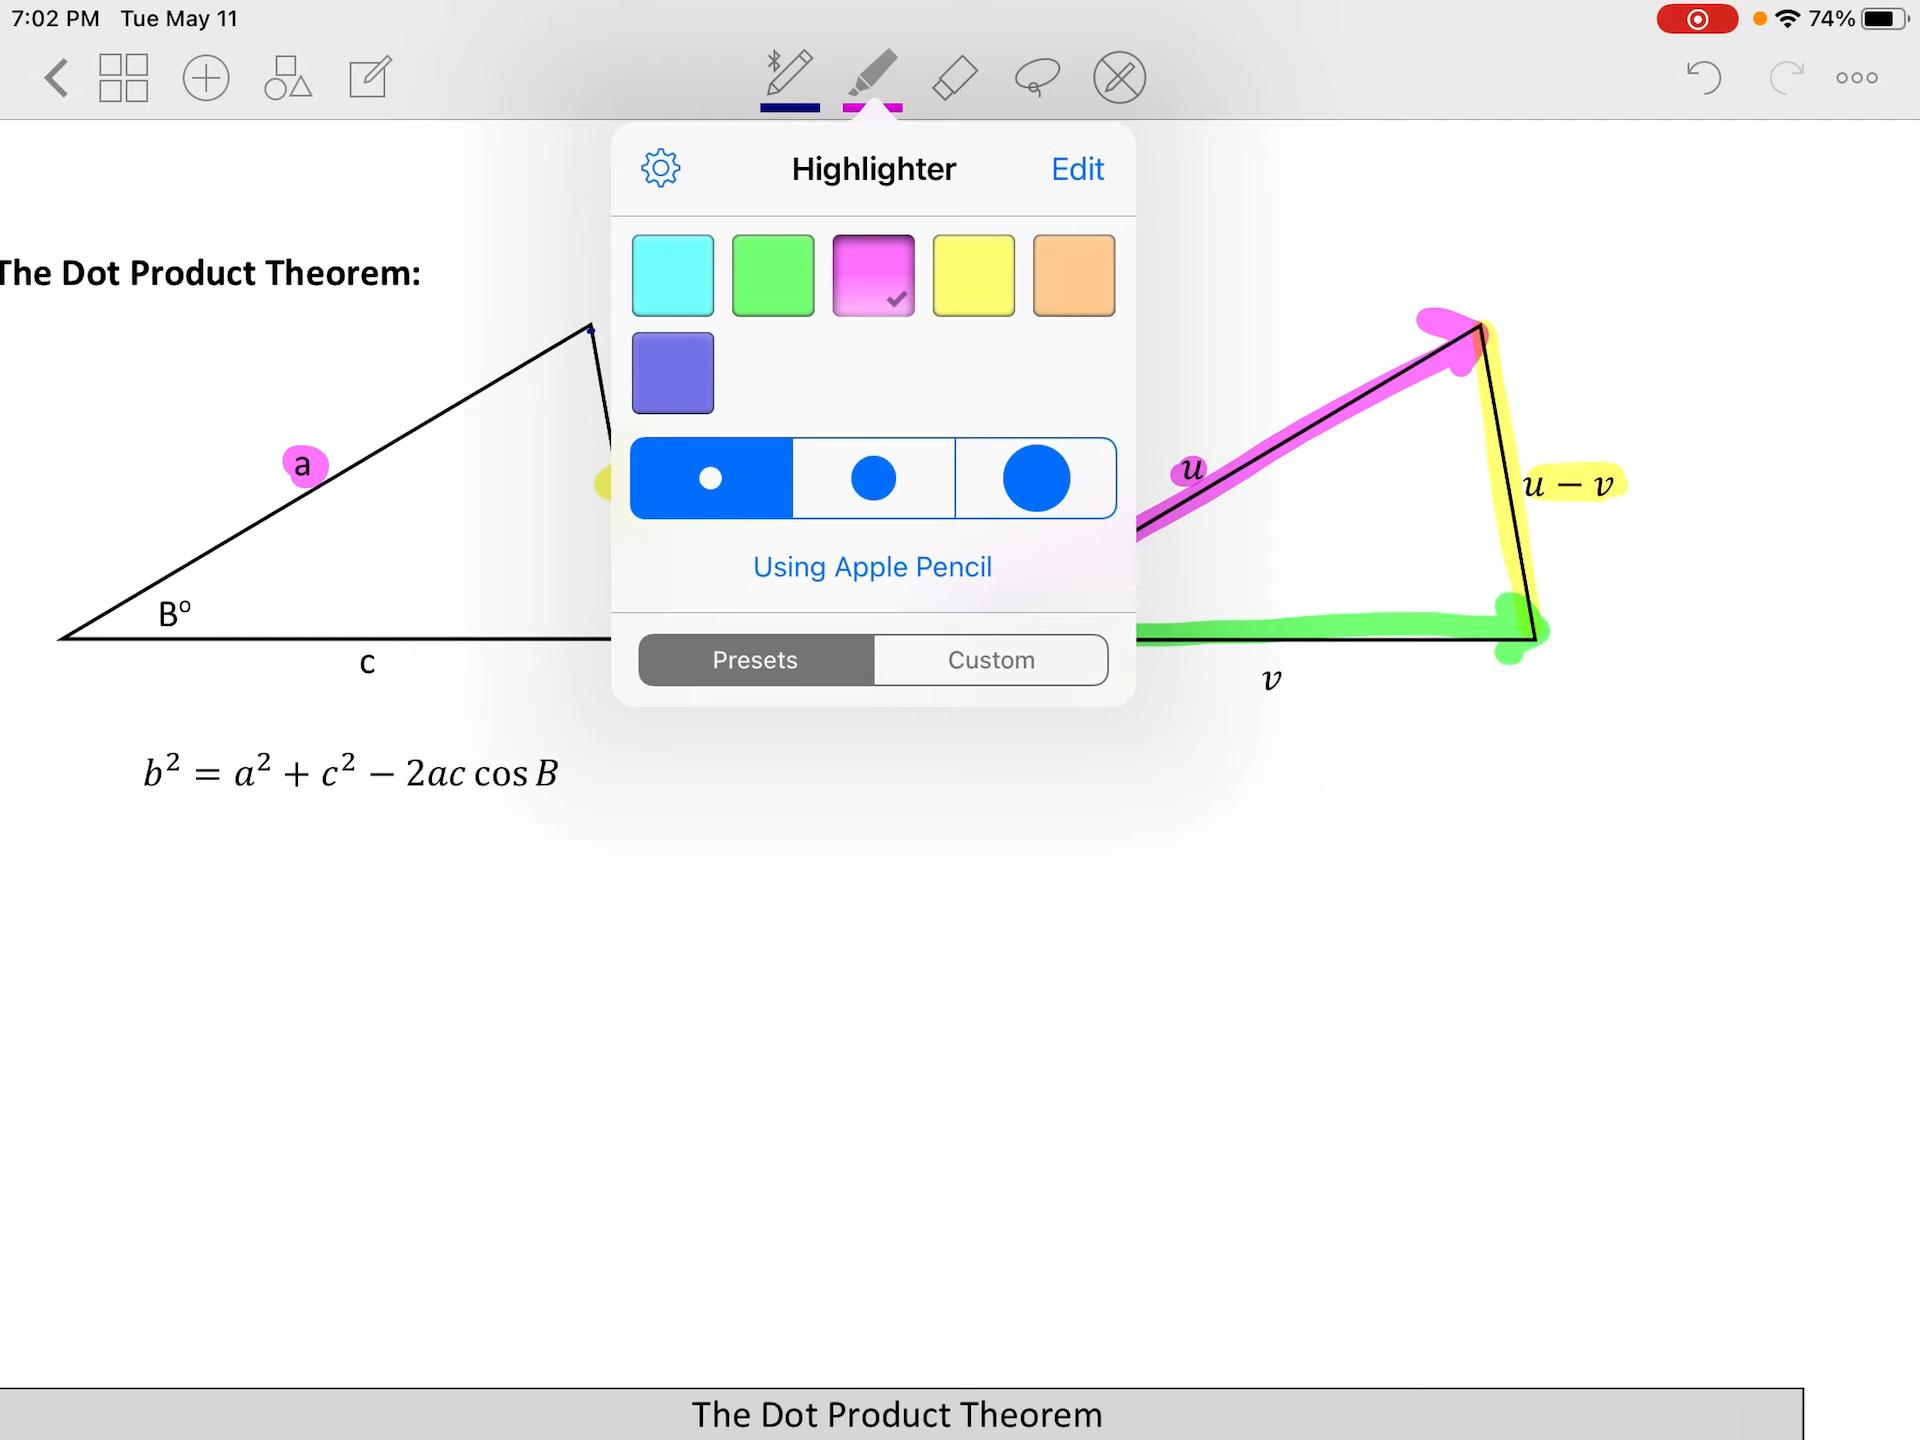 7:02 PM Tue May 11
74%
Highlighter
Edit
The Dot Product Theorem:
a
u
u − v
Using Apple Pencil
Bº
c
Presets
Custom
v
b² = a² + c² − 2ac cos B
The Dot Product Theorem